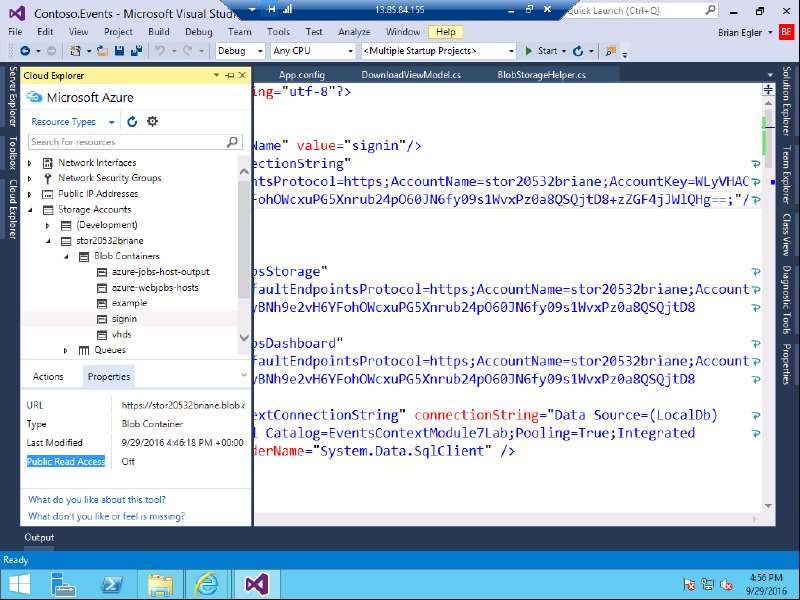 13.85.84.155
Contoso.Events - Microsoft Visual Stud
Quick Launch (Ctrl+Q)
File Edit View Project Build Debug Team Tools Test Analyze Window Help
Brian Egler BE
Debug Any CPU <Multiple Startup Projects> Start
Cloud Explorer
App.config DownloadViewModel.cs BlobStorageHelper.cs
Server Explorer
Toolbox
Cloud Explorer
Microsoft Azure
Resource Types
Search for resources
Network Interfaces
Network Security Groups
Public IP Addresses
Storage Accounts
(Development)
stor20532briane
Blob Containers
azure-jobs-host-output
azure-webjobs-hosts
example
signin
vhds
Queues
Actions Properties
URL https://stor20532briane.blob.c
Type Blob Container
Last Modified 9/29/2016 4:46:18 PM +00:00
Public Read Access Off
What do you like about this tool?
What don't you like or feel is missing?
ing="utf-8"?>
Name" value="signin"/>
ectionString"
ntsProtocol=https;AccountName=stor20532briane;AccountKey=WLyVHAC
FohOWcxuPG5Xnrub24pO60JN6fy09s1WvxPz0a8QSQjtD8+zZGF4jJWlQHg==;"/
osStorage"
faultEndpointsProtocol=https;AccountName=stor20532briane;Account
yBNh9e2vH6YFohOWcxuPG5Xnrub24pO60JN6fy09s1WvxPz0a8QSQjtD8
osDashboard"
faultEndpointsProtocol=https;AccountName=stor20532briane;Account
yBNh9e2vH6YFohOWcxuPG5Xnrub24pO60JN6fy09s1WvxPz0a8QSQjtD8
extConnectionString" connectionString="Data Source=(LocalDb)
l Catalog=EventsContextModule7Lab;Pooling=True;Integrated
derName="System.Data.SqlClient" />
Solution Explorer
Team Explorer
Class View
Diagnostic Tools
Properties
Output
Ready
4:56 PM
9/29/2016